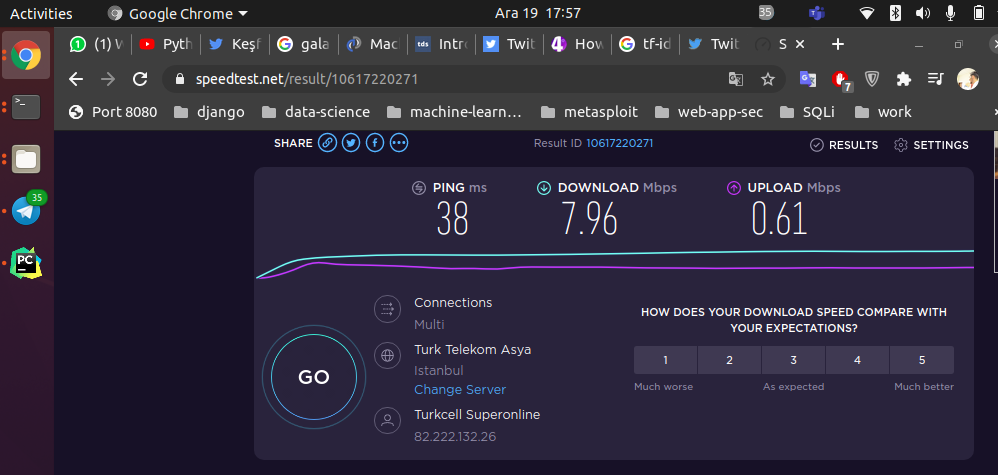 Activities Google Chrome Ara 19 17:57 35
(1) W Pyth Keşf gala Mac tds Intro Twit How tf-id Twit S
speedtest.net/result/10617220271 7
Port 8080 django data-science machine-learn... metasploit web-app-sec SQLi work
SHARE Result ID 10617220271 RESULTS SETTINGS
PING ms DOWNLOAD Mbps UPLOAD Mbps
38 7.96 0.61
35
PC
GO
Connections
Multi
Turk Telekom Asya
Istanbul
Change Server
Turkcell Superonline
82.222.132.26
HOW DOES YOUR DOWNLOAD SPEED COMPARE WITH
YOUR EXPECTATIONS?
1 2 3 4 5
Much worse As expected Much better